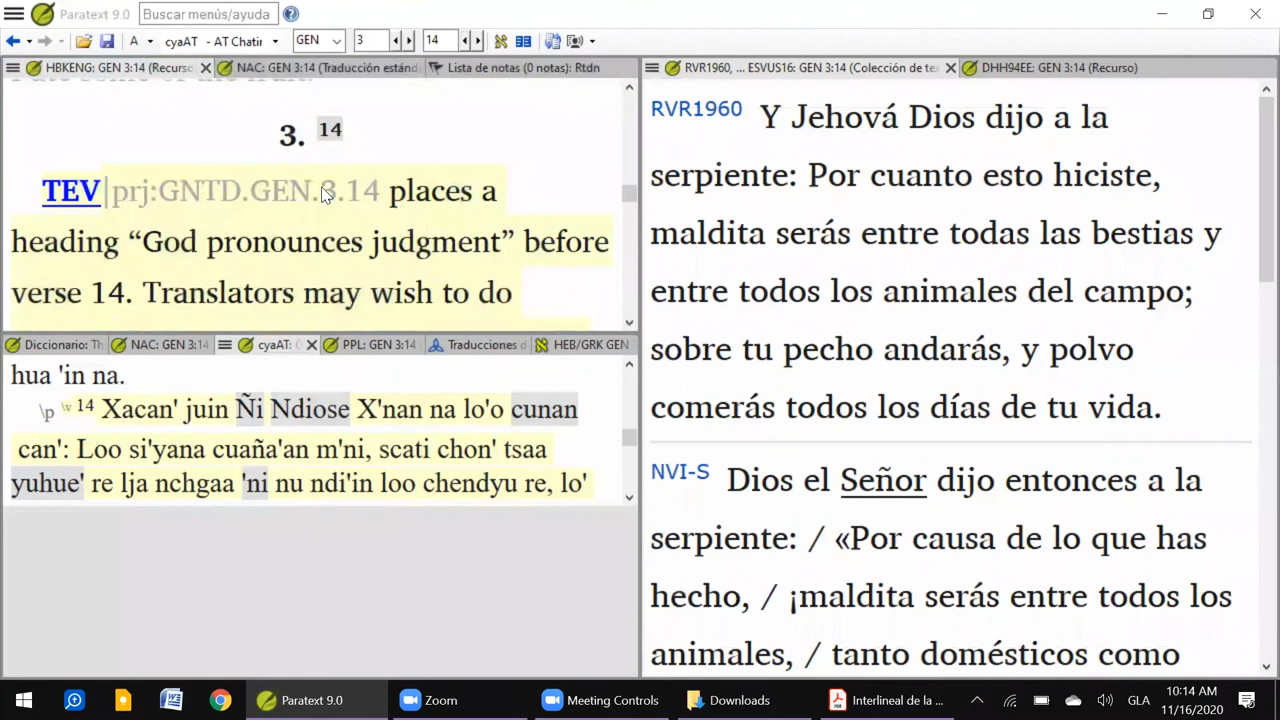 Paratext 9.0
Buscar menús/ayuda
A
cyaAT - AT Chatin
GEN
3
14
HBKENG: GEN 3:14 (Recurso
NAC: GEN 3:14 (Traducción estánd
Lista de notas (0 notas): Rtdn
3. 14
TEV|prj:GNTD.GEN.3.14 places a
heading “God pronounces judgment” before
verse 14. Translators may wish to do
Diccionario: Th
NAC: GEN 3:14
cyaAT: G
PPL: GEN 3:14
Traducciones d
HEB/GRK GEN
hua 'in na.
\p \v 14 Xacan' juin Ñi Ndiose X'nan na lo'o cunan
can': Loo si'yana cuaña'an m'ni, scati chon' tsaa
yuhue' re lja nchgaa 'ni nu ndi'in loo chendyu re, lo'
RVR1960, ... ESVUS16: GEN 3:14 (Colección de te
DHH94EE: GEN 3:14 (Recurso)
RVR1960 Y Jehová Dios dijo a la
serpiente: Por cuanto esto hiciste,
maldita serás entre todas las bestias y
entre todos los animales del campo;
sobre tu pecho andarás, y polvo
comerás todos los días de tu vida.
NVI-S Dios el Señor dijo entonces a la
serpiente: / «Por causa de lo que has
hecho, / ¡maldita serás entre todos los
animales, / tanto domésticos como
Paratext 9.0
Zoom
Meeting Controls
Downloads
Interlineal de la ...
GLA
10:14 AM
11/16/2020